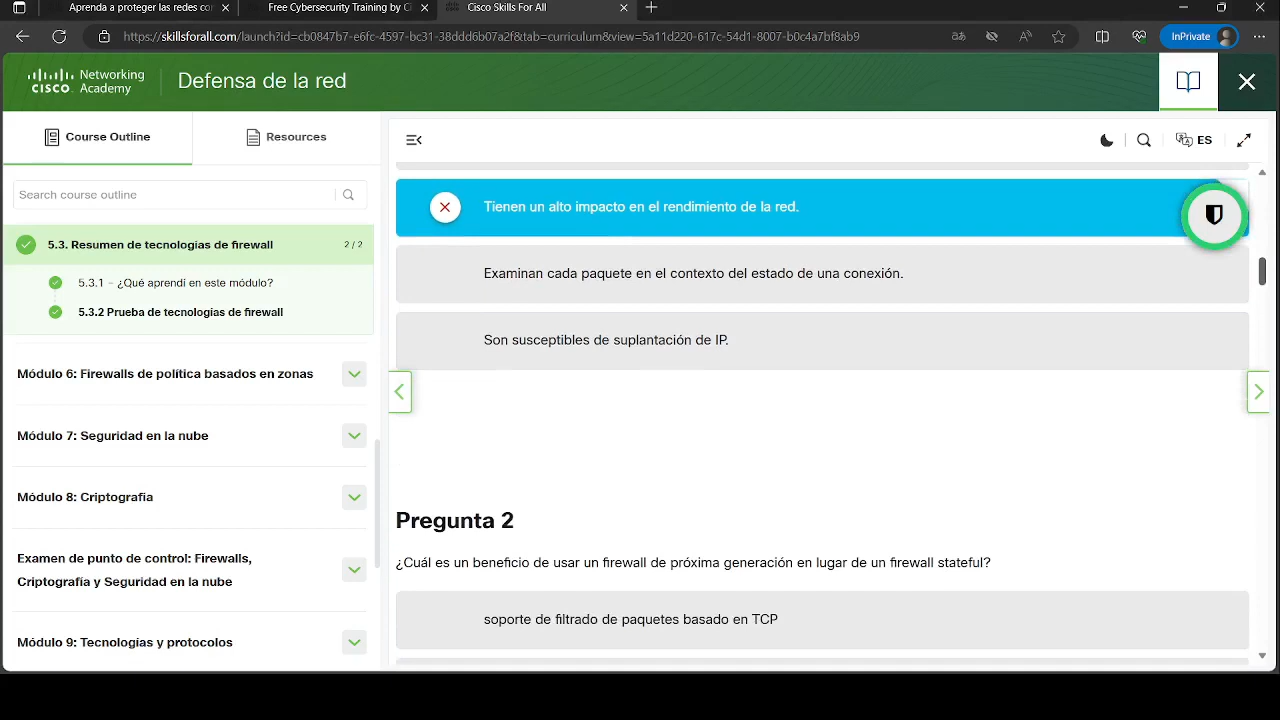 Aprenda a proteger las redes co
Free Cybersecurity Training by C
Cisco Skills For All
https://skillsforall.com/launch?id=cb0847b7-e6fc-4597-bc31-38ddd6b07a2f&tab=curriculum&view=5a11d220-617c-54d1-8007-b0c4a7bf8ab9
InPrivate
Networking
CISCO Academy
Defensa de la red
Course Outline
Resources
ES
Search course outline
5.3. Resumen de tecnologías de firewall
2 / 2
5.3.1 – ¿Qué aprendí en este módulo?
5.3.2 Prueba de tecnologías de firewall
Módulo 6: Firewalls de política basados en zonas
Módulo 7: Seguridad en la nube
Módulo 8: Criptografía
Examen de punto de control: Firewalls,
Criptografía y Seguridad en la nube
Módulo 9: Tecnologías y protocolos
Tienen un alto impacto en el rendimiento de la red.
Examinan cada paquete en el contexto del estado de una conexión.
Son susceptibles de suplantación de IP.
Pregunta 2
¿Cuál es un beneficio de usar un firewall de próxima generación en lugar de un firewall stateful?
soporte de filtrado de paquetes basado en TCP